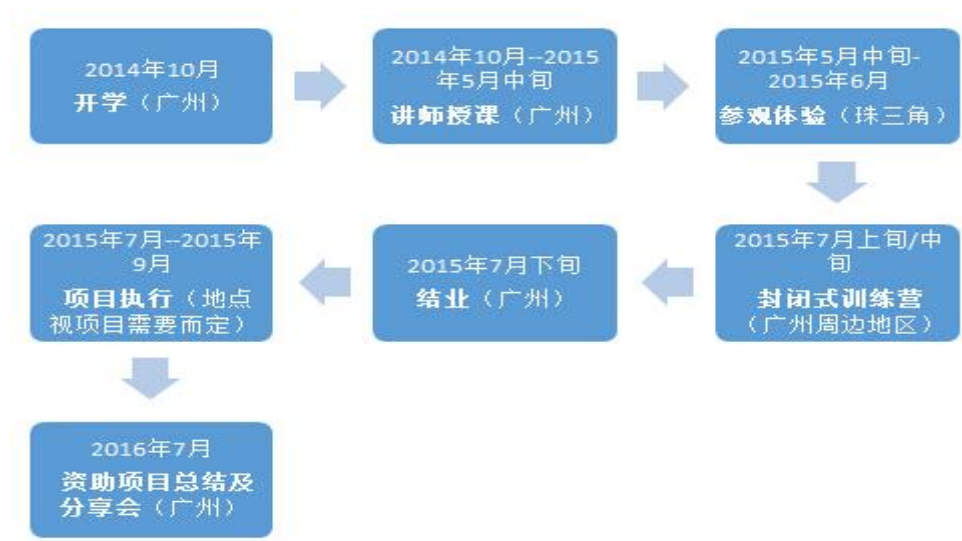 2014年10月
开学（广州）
2014年10月--2015
年5月中旬
讲师授课（广州）
2015年5月中旬-
2015年6月
参观体验（珠三角）
2015年7月上旬/中
旬
封闭式训练营
（广州周边地区）
2015年7月下旬
结业（广州）
2015年7月--2015年
9月
项目执行（地点
视项目需要而定）
2016年7月
资助项目总结及
分享会（广州）